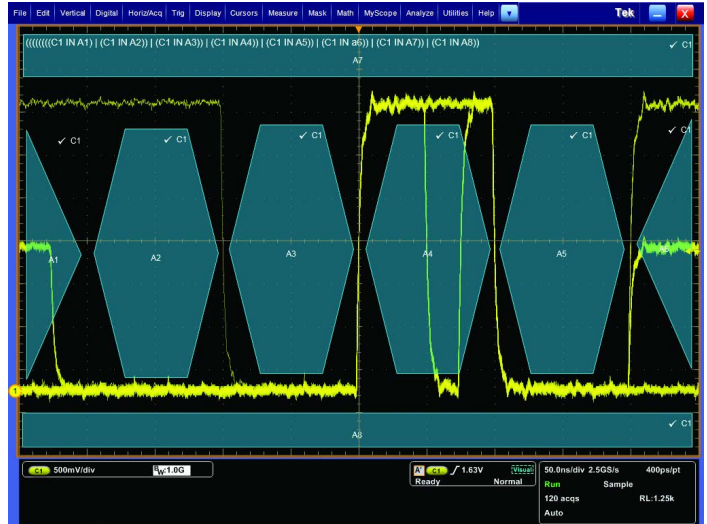 File Edit Vertical Digital Horiz/Acq Trig Display Cursors Measure Mask Math MyScope Analyze Utilities Help Tek X
((((((((C1 IN A1) | (C1 IN A2)) | (C1 IN A3)) | (C1 IN A4)) | (C1 IN A5)) | (C1 IN a6)) | (C1 IN A7)) | (C1 IN A8))
✓ C1
A7
✓ C1 ✓ C1 ✓ C1 ✓ C1 ✓ C1 ✓ C1
A1 A2 A3 A4 A5 A6
1
✓ C1
A8
C1 500mV/div BW:1.0G
A' C1 1.63V Visual
Ready Normal
50.0ns/div 2.5GS/s 400ps/pt
Run Sample
120 acqs RL:1.25k
Auto